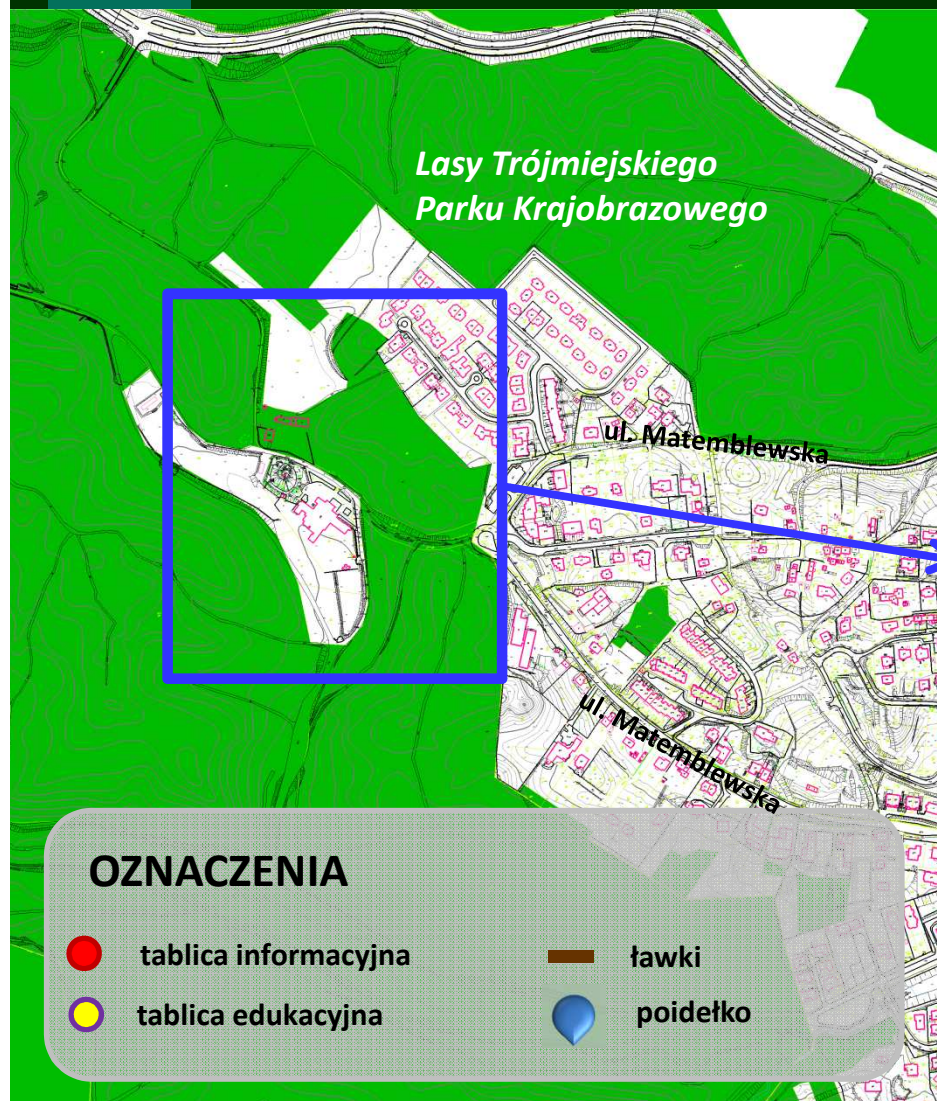 Lasy Trójmiejskiego
Parku Krajobrazowego
ul. Matemblewska
ul. Matemblewska
OZNACZENIA
tablica informacyjna
ławki
tablica edukacyjna
poidełko